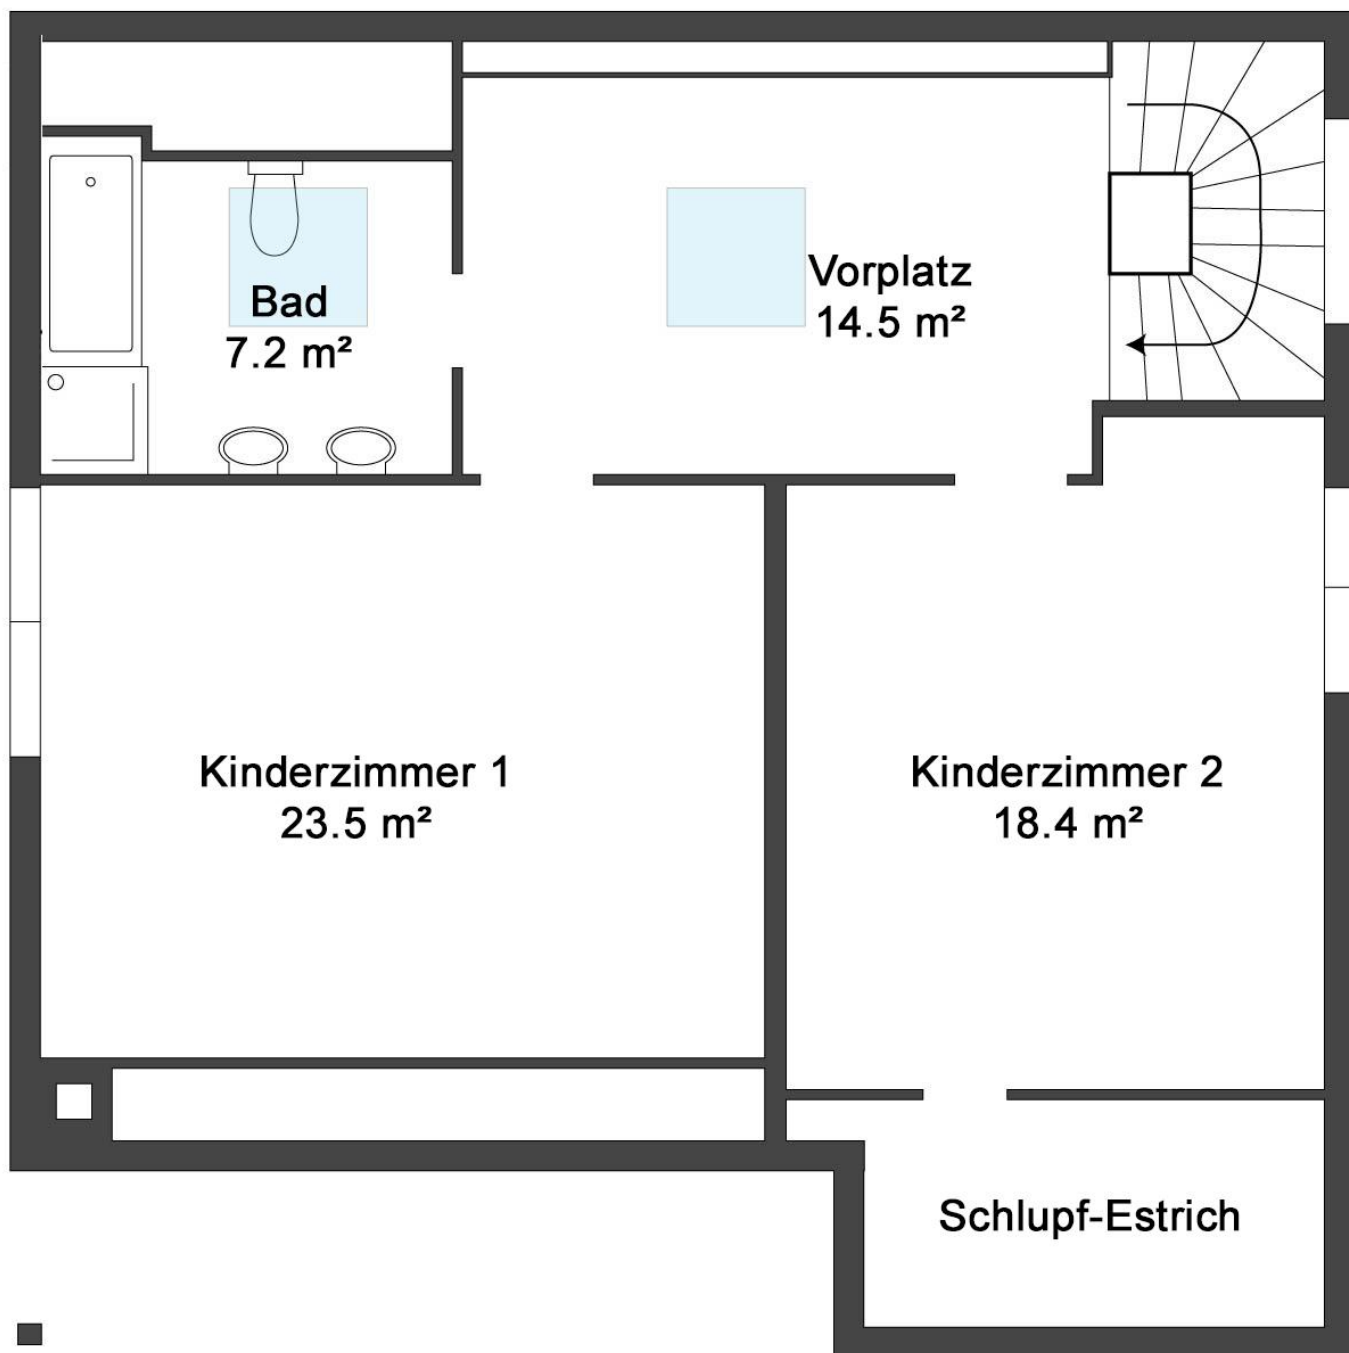 Bad
7.2 m²
Vorplatz
14.5 m²
Kinderzimmer 1
23.5 m²
Kinderzimmer 2
18.4 m²
Schlupf-Estrich